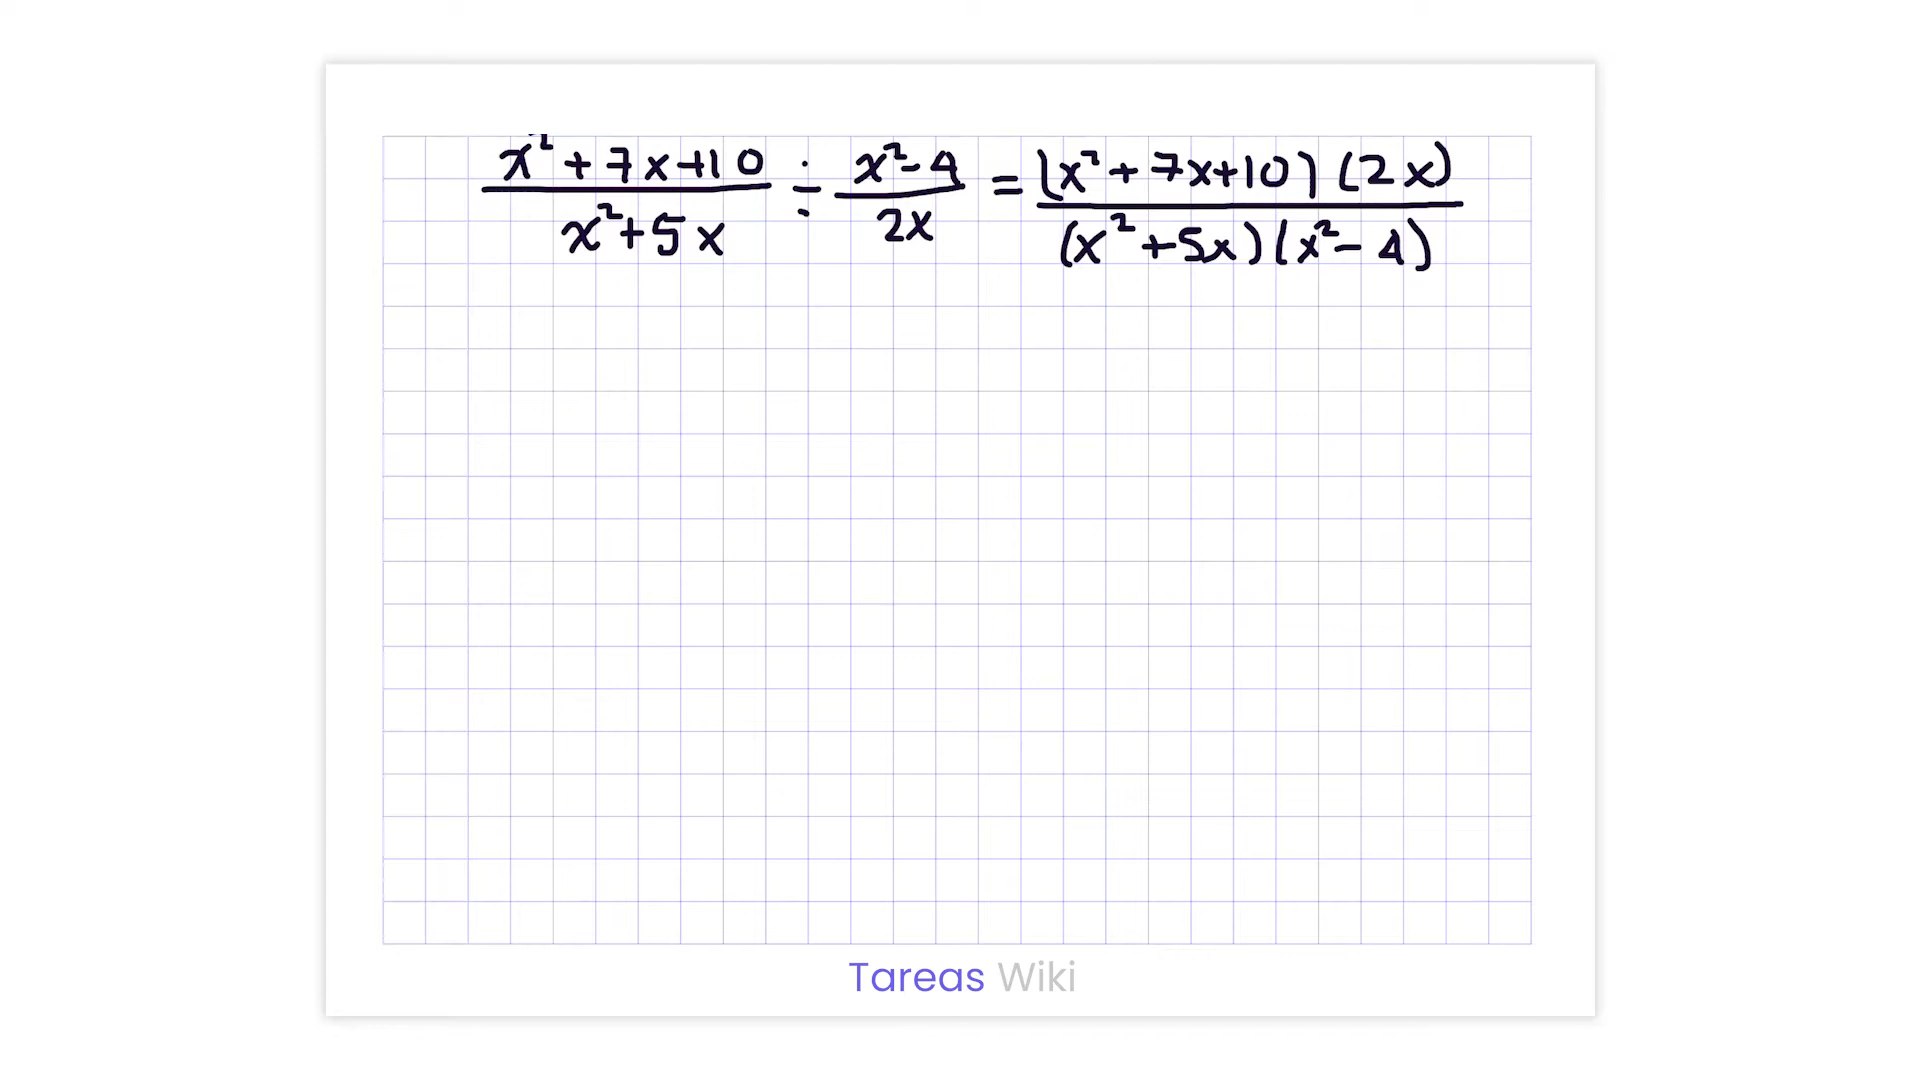 x² + 7x + 10 / x² + 5x ÷ x² - 4 / 2x = (x² + 7x + 10) (2x) / (x² + 5x) (x² - 4)
Tareas Wiki